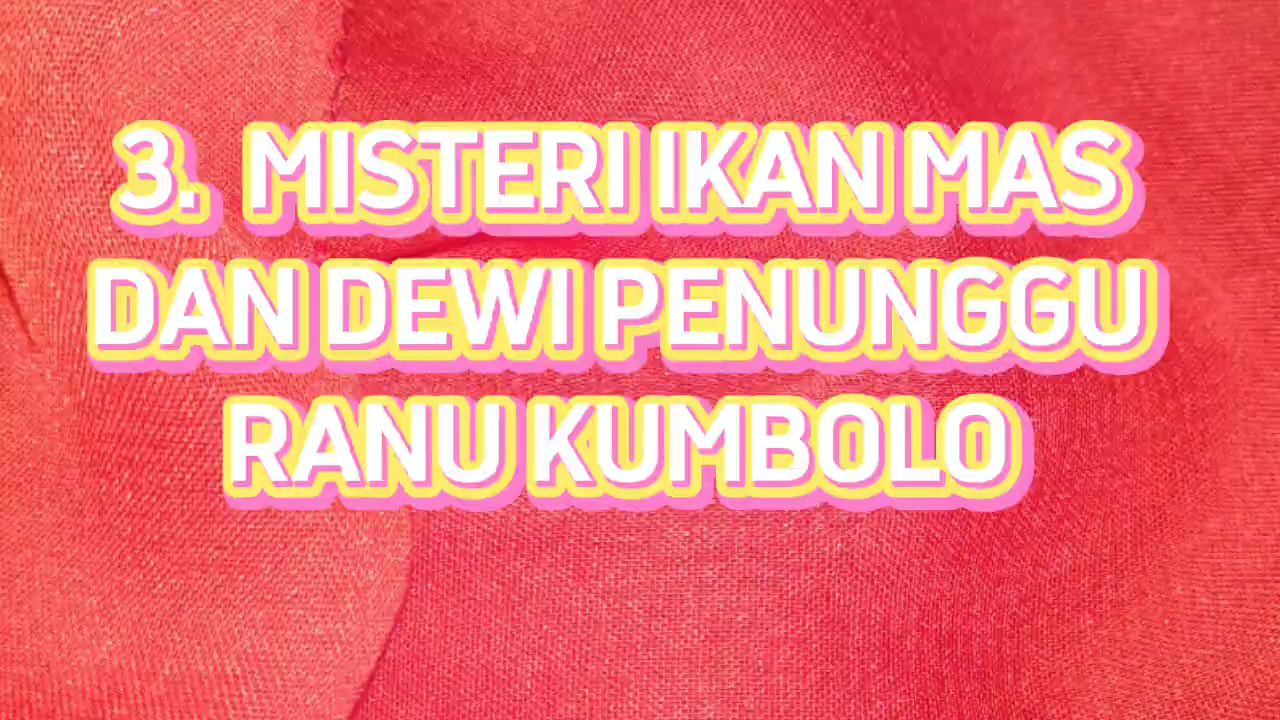 3. MISTERI IKAN MAS
DAN DEWI PENUNGGU
RANU KUMBOLO